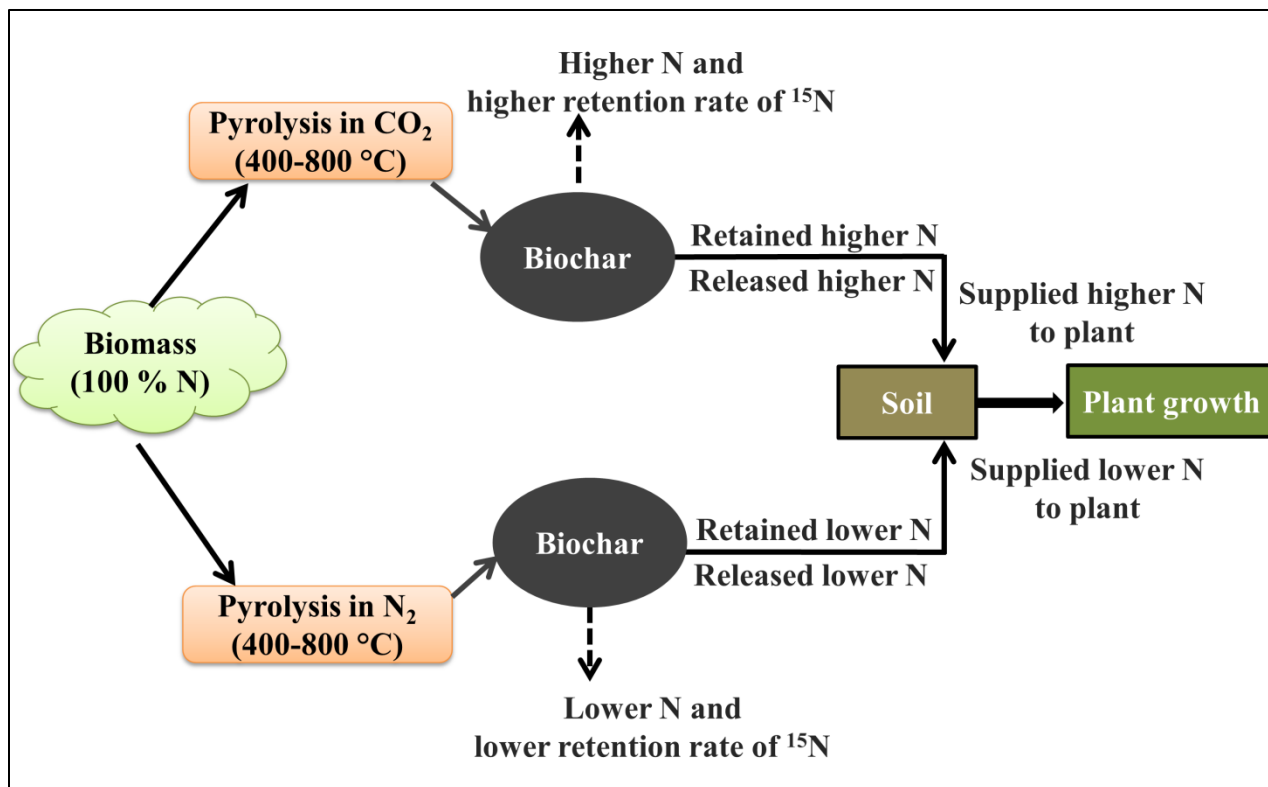 Higher N and
higher retention rate of ¹⁵N
Pyrolysis in CO₂
(400-800 °C)
Biochar
Retained higher N
Released higher N
Supplied higher N
to plant
Biomass
(100 % N)
Soil
Plant growth
Supplied lower N
to plant
Biochar
Retained lower N
Released lower N
Pyrolysis in N₂
(400-800 °C)
Lower N and
lower retention rate of ¹⁵N